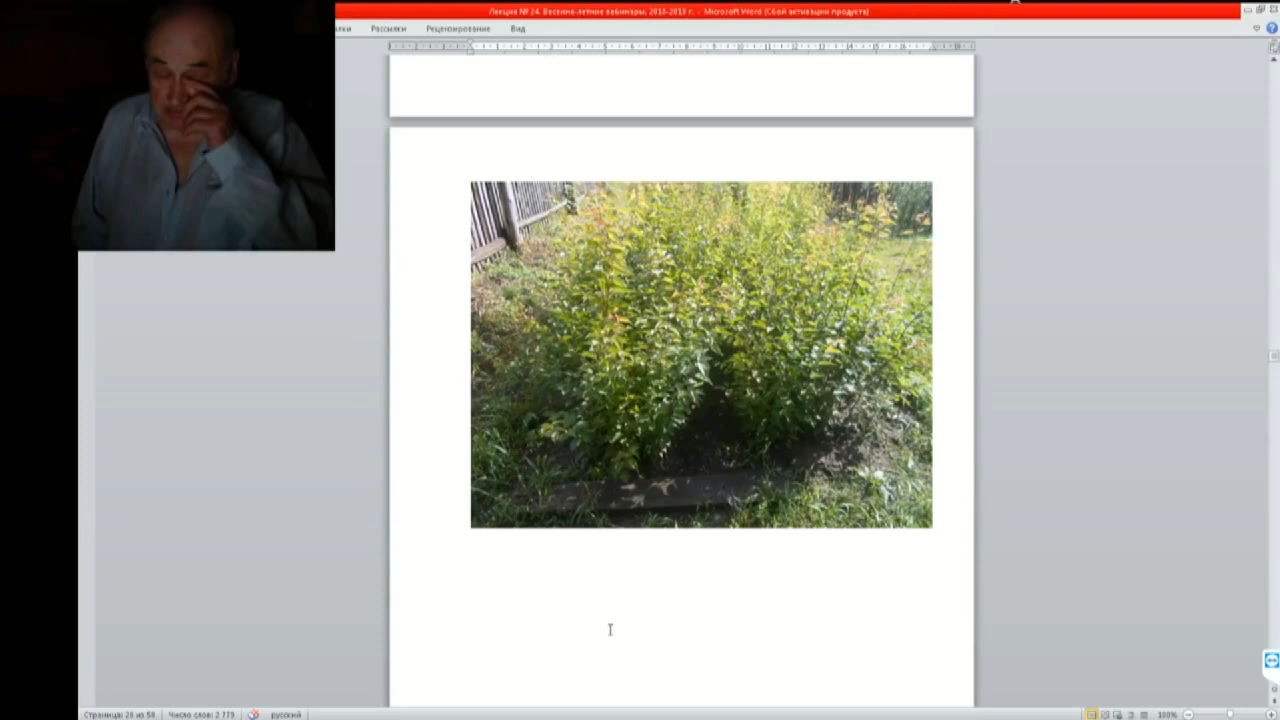 Лекция № 24. Весенне-летние вебинары, 2018-2019 г. - Microsoft Word (Сбой активации продукта)
Рассылки Рецензирование Вид
Страница: 28 из 58 Число слов: 2 779 русский 100%